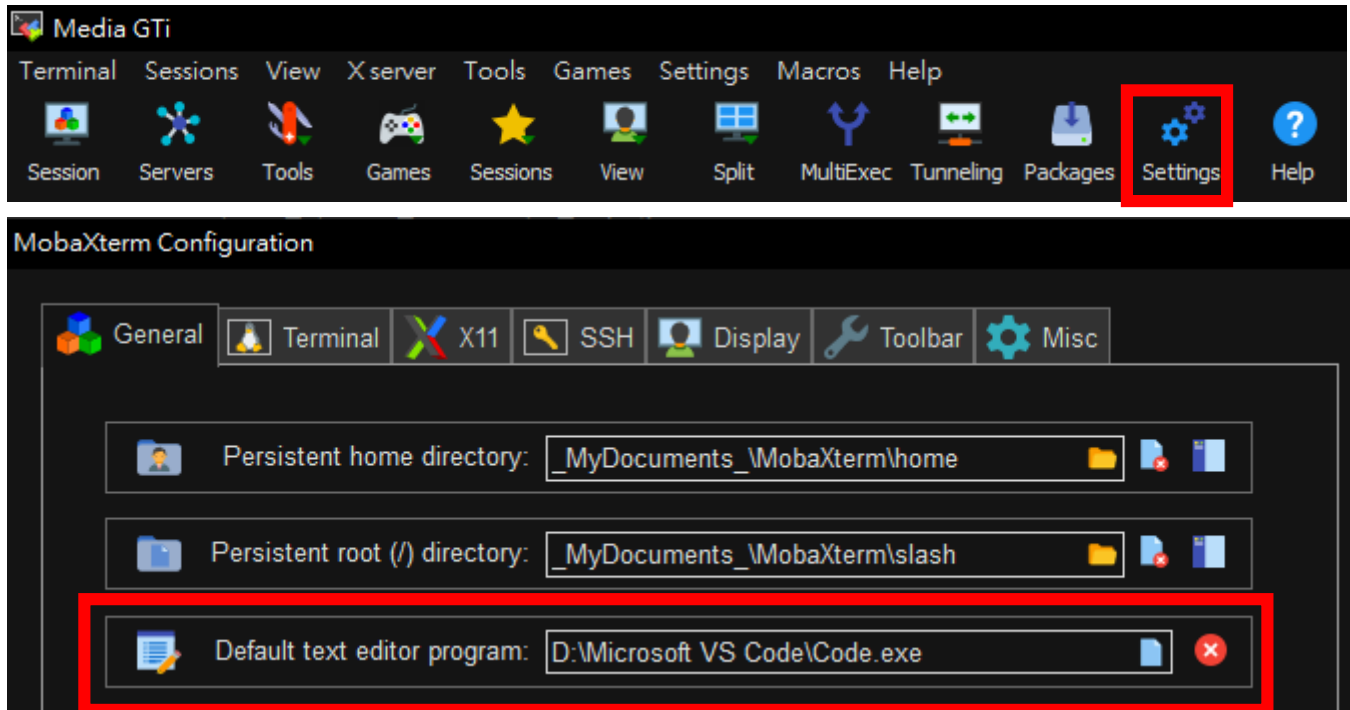 Media GTi
Terminal Sessions View X server Tools Games Settings Macros Help
Session Servers Tools Games Sessions View Split MultiExec Tunneling Packages Settings Help
MobaXterm Configuration
General Terminal X11 SSH Display Toolbar Misc
Persistent home directory: _MyDocuments_\MobaXterm\home
Persistent root (/) directory: _MyDocuments_\MobaXterm\slash
Default text editor program: D:\Microsoft VS Code\Code.exe